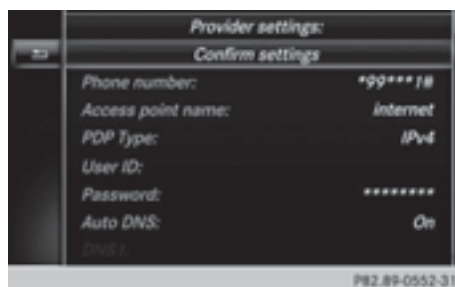 Provider settings:
Confirm settings
Phone number: *99***1#
Access point name: internet
PDP Type: IPv4
User ID:
Password: ********
Auto DNS: On
DNS1:
P82.89-0552-31